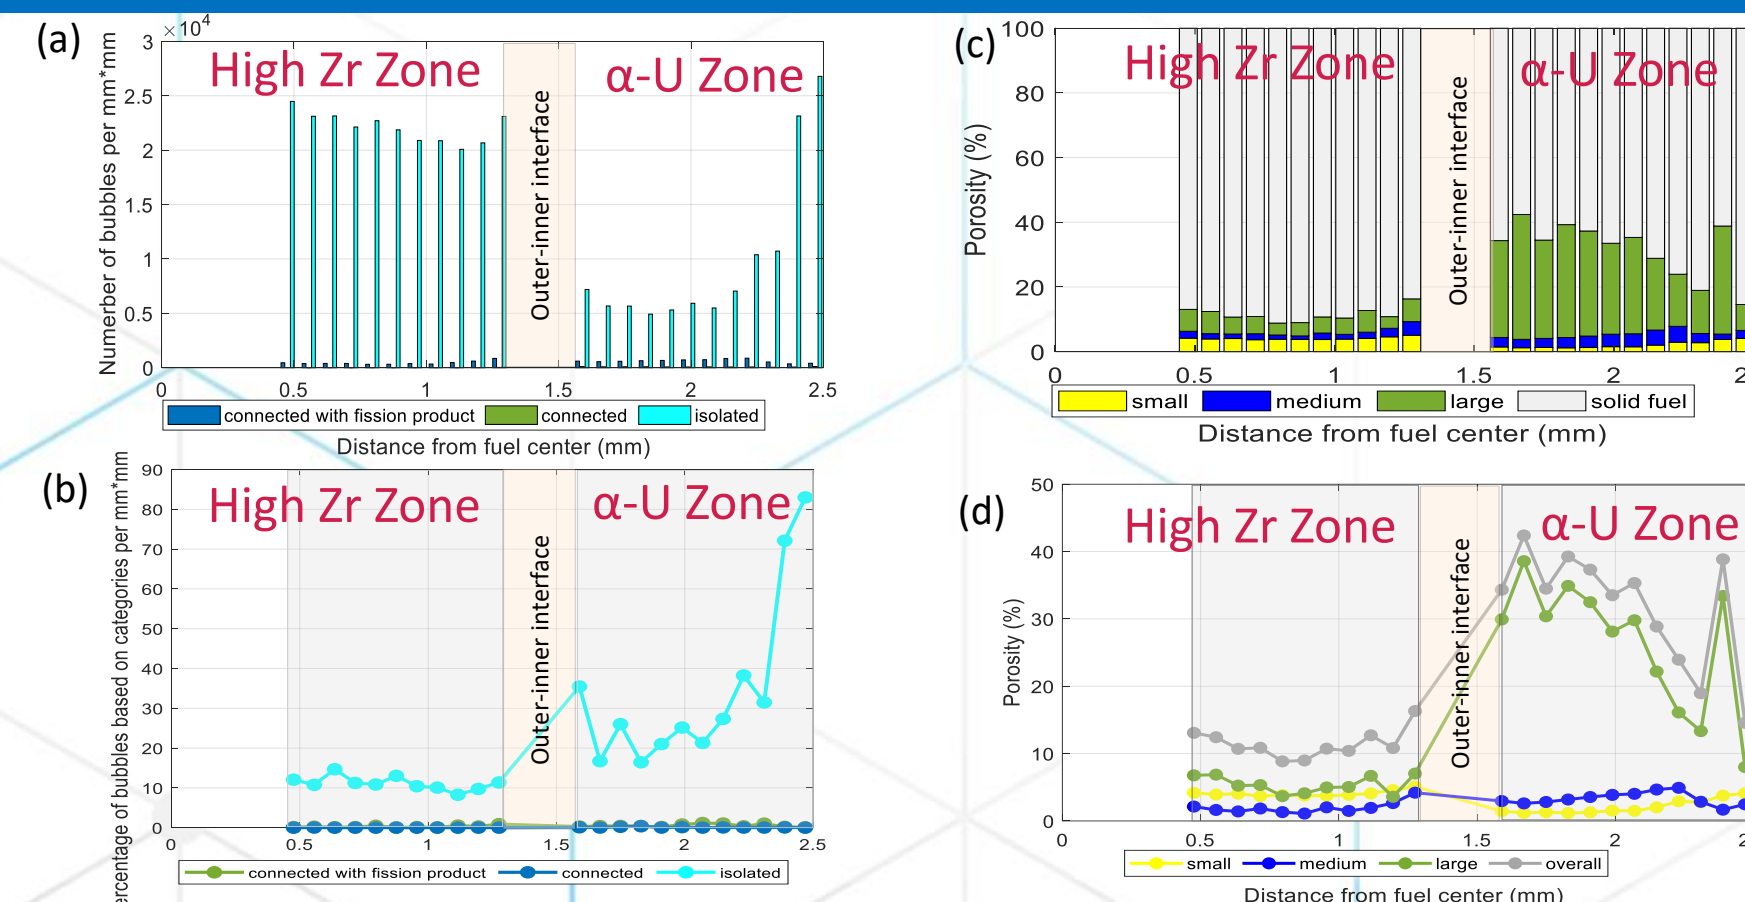 (a)
×10⁴
Numerber of bubbles per mm*mm
3
2.5
2
1.5
1
0.5
0
High Zr Zone
Outer-inner interface
α-U Zone
0 0.5 1 1.5 2 2.5
connected with fission product connected isolated
Distance from fuel center (mm)
(b)
ercentage of bubbles based on categories per mm*mm
90
80
70
60
50
40
30
20
10
0
High Zr Zone
Outer-inner interface
α-U Zone
0 0.5 1 1.5 2 2.5
connected with fission product connected isolated
(c)
Porosity (%)
100
80
60
40
20
0
High Zr Zone
Outer-inner interface
α-U Zone
0 0.5 1 1.5 2 2
small medium large solid fuel
Distance from fuel center (mm)
(d)
Porosity (%)
50
40
30
20
10
0
High Zr Zone
Outer-inner interface
α-U Zone
0 0.5 1 1.5 2 2
small medium large overall
Distance from fuel center (mm)